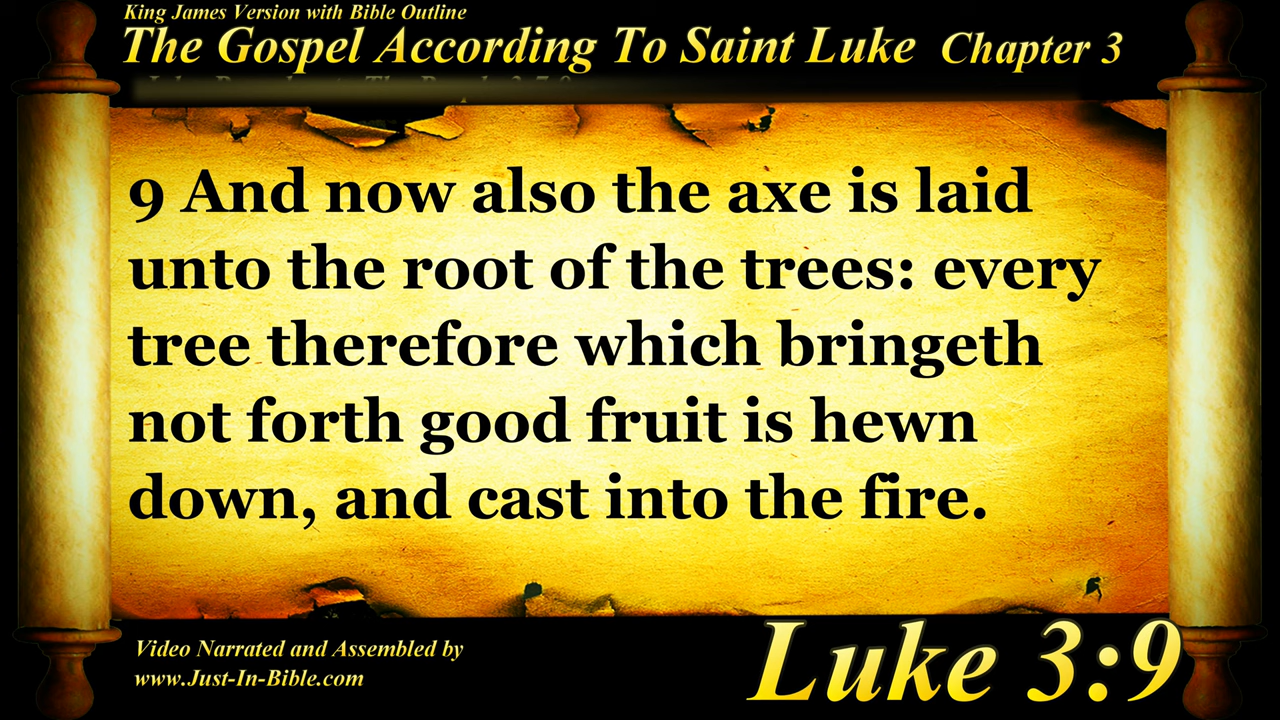 King James Version with Bible Outline
The Gospel According To Saint Luke Chapter 3
9 And now also the axe is laid
unto the root of the trees: every
tree therefore which bringeth
not forth good fruit is hewn
down, and cast into the fire.
Video Narrated and Assembled by
www.Just-In-Bible.com
Luke 3:9